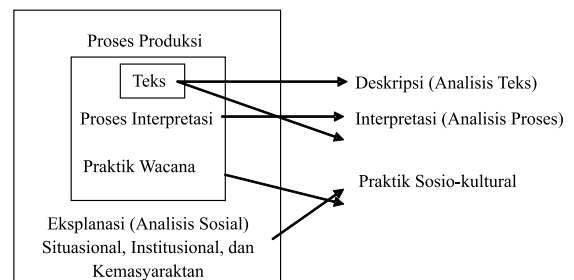 Proses Produksi
Teks
Deskripsi (Analisis Teks)
Proses Interpretasi
Interpretasi (Analisis Proses)
Praktik Wacana
Praktik Sosio-kultural
Eksplanasi (Analisis Sosial)
Situasional, Institusional, dan
Kemasyaraktan